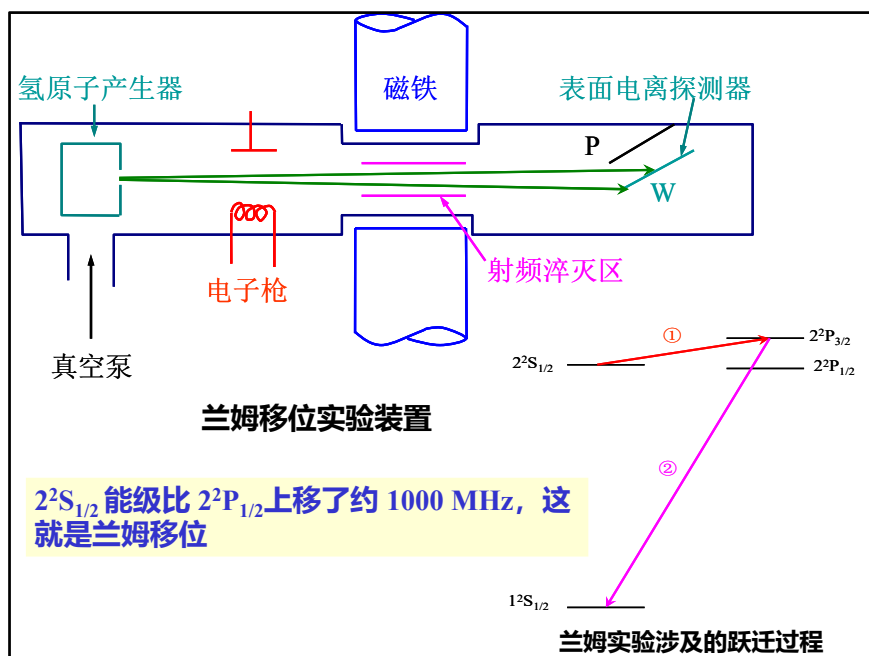 氢原子产生器
磁铁
表面电离探测器
P
W
射频淬灭区
电子枪
真空泵
兰姆移位实验装置
①
2²P₃/₂
2²S₁/₂
2²P₁/₂
②
2²S₁/₂ 能级比 2²P₁/₂上移了约 1000 MHz，这
就是兰姆移位
1²S₁/₂
兰姆实验涉及的跃迁过程